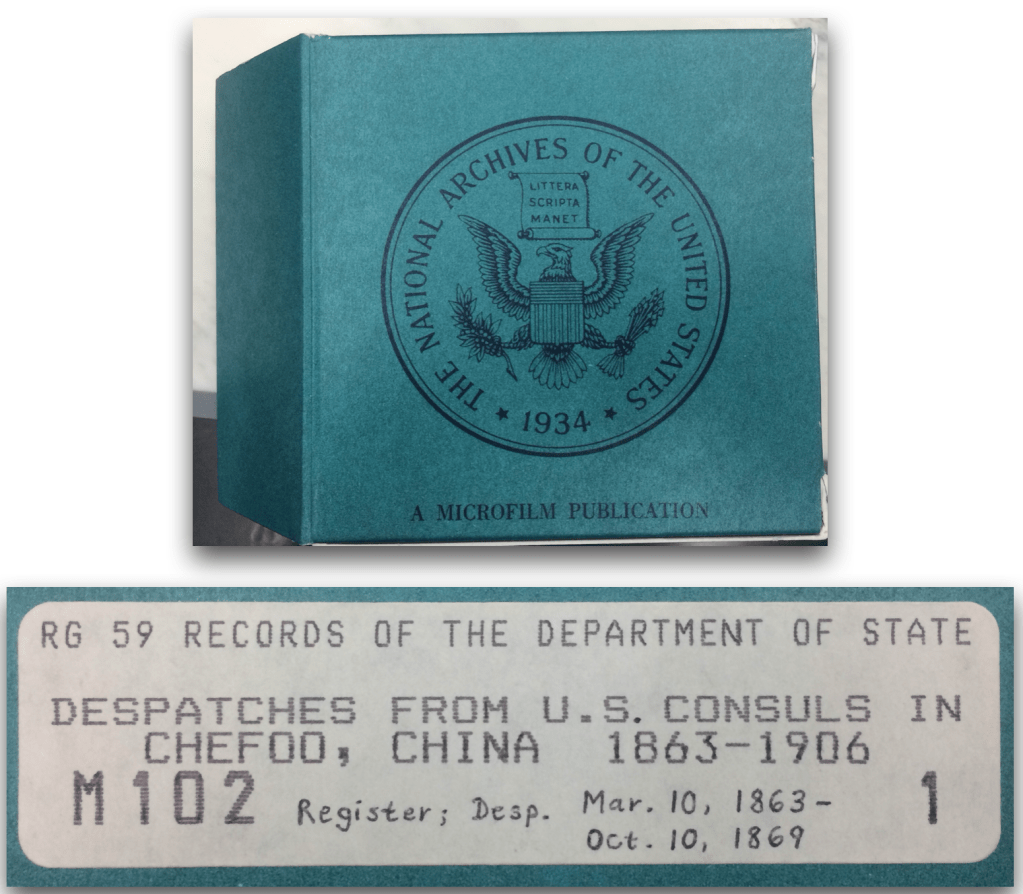 THE NATIONAL ARCHIVES OF THE UNITED STATES
LITTERA
SCRIPTA
MANET
★ 1934 ★
A MICROFILM PUBLICATION
RG 59 RECORDS OF THE DEPARTMENT OF STATE
DESPATCHES FROM U.S. CONSULS IN
CHEFOO, CHINA 1863-1906
M102 Register; Desp. Mar. 10, 1863- 1
Oct. 10, 1869